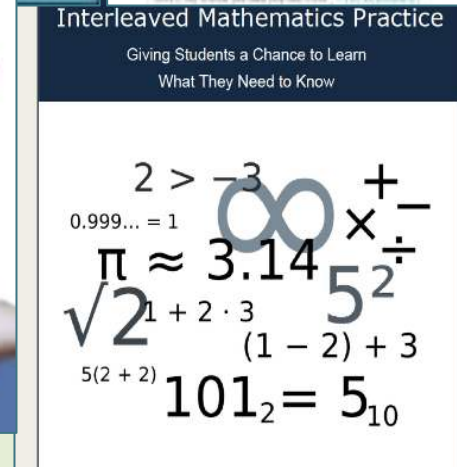 Interleaved Mathematics Practice
Giving Students a Chance to Learn
What They Need to Know
2 > −3
∞
+
−
×
÷
0.999... = 1
π ≈ 3.14
5²
√2
1 + 2 · 3
(1 − 2) + 3
5(2 + 2)
101₂ = 5₁₀